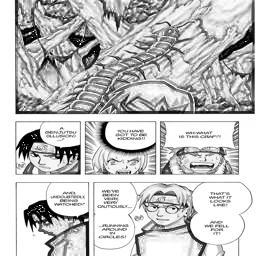 WH-WHAT
IS THIS CRAP?!
YOU HAVE
GOT TO BE
KIDDING!!
A
GENJUTSU
ILLUSION?
THAT'S
WHAT IT
LOOKS
LIKE!
AND
WE FELL
FOR IT!
WE'VE
BEEN
VERY,
VERY
CAUTIOUS...
...RUNNING
AROUND
IN
CIRCLES!
AND,
UNDOUBTEDLY,
BEING
WATCHED!